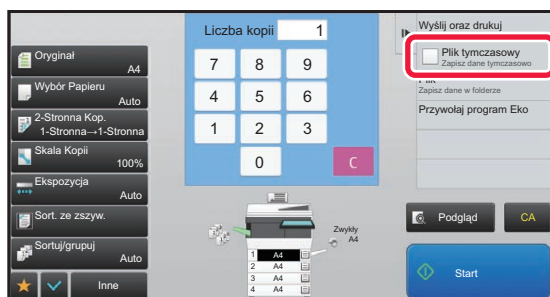 Oryginał
A4
Wybór Papieru
Auto
2-Stronna Kop.
1-Stronna→1-Stronna
Skala Kopii
100%
Ekspozycja
Auto
Sort. ze zszyw.
Sortuj/grupuj
Auto
Inne
Liczba kopii 1
7 8 9
4 5 6
1 2 3
0 C
Zwykły
A4
1 A4
2 A4
3 A4
4 A4
Wyślij oraz drukuj
Plik tymczasowy
Zapisz dane tymczasowo
Plik
Zapisz dane w folderze
Przywołaj program Eko
Podgląd CA
Start